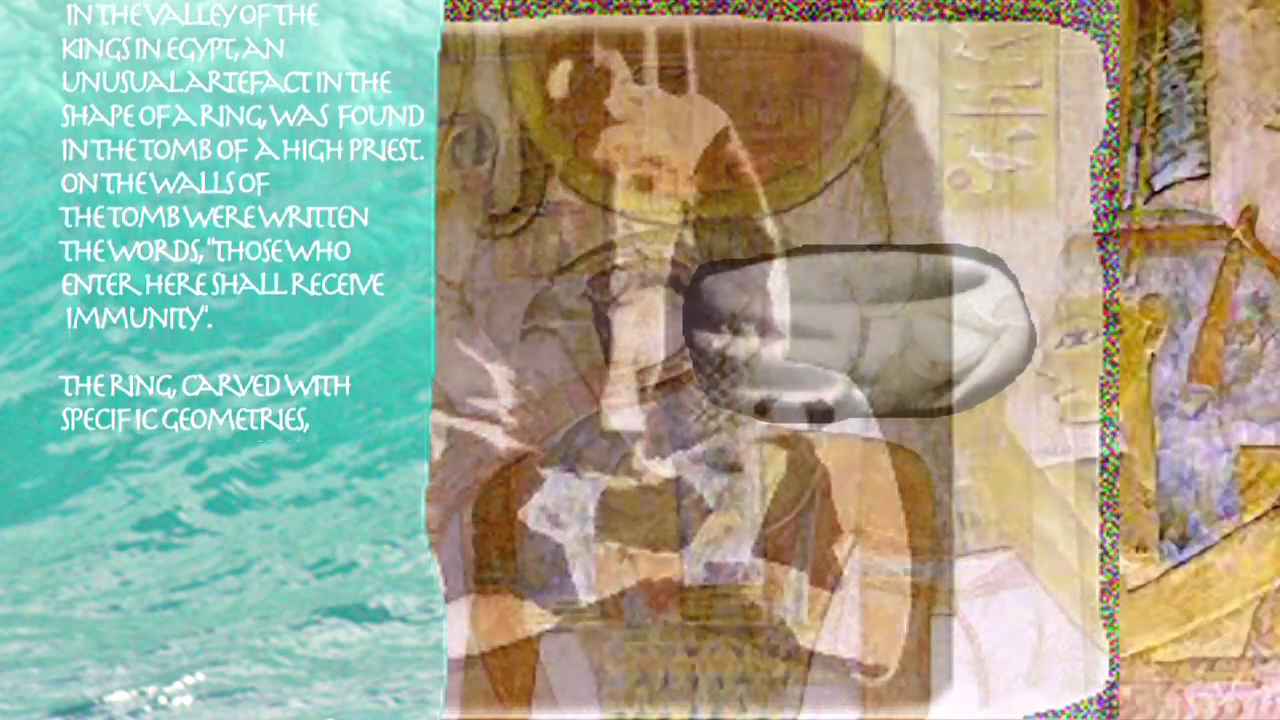 IN THE VALLEY OF THE
KINGS IN EGYPT, AN
UNUSUAL ARTEFACT IN THE
SHAPE OF A RING, WAS FOUND
IN THE TOMB OF A HIGH PRIEST.
ON THE WALLS OF
THE TOMB WERE WRITTEN
THE WORDS, "THOSE WHO
ENTER HERE SHALL RECEIVE
IMMUNITY".
THE RING, CARVED WITH
SPECIFIC GEOMETRIES,